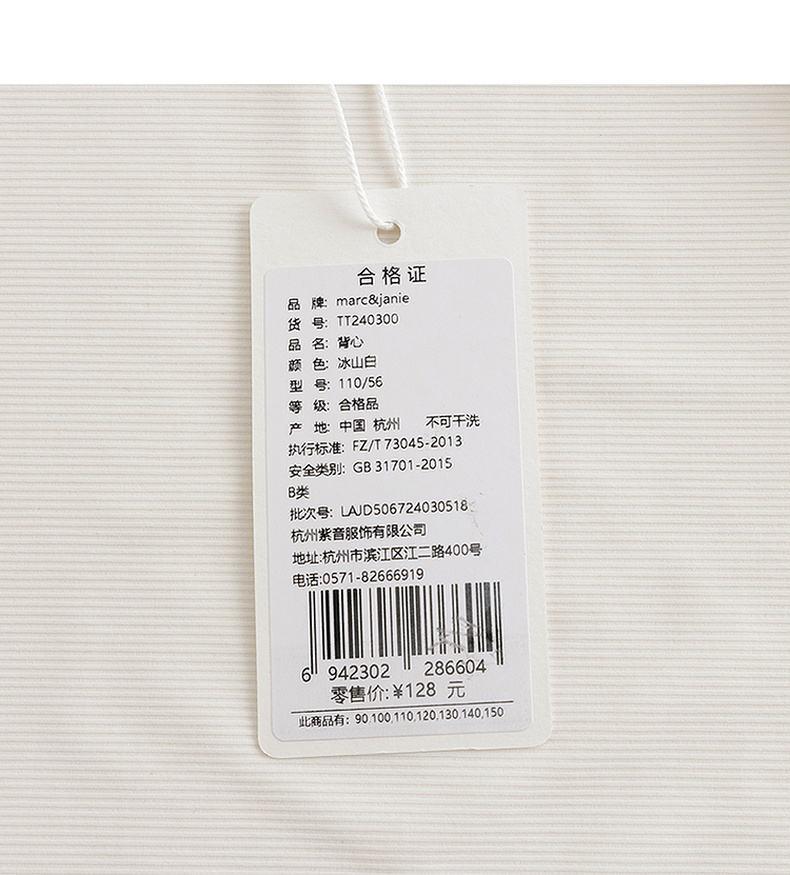 合格证
品 牌: marc&janie
货 号: TT240300
品 名: 背心
颜 色: 冰山白
型 号: 110/56
等 级: 合格品
产 地: 中国 杭州 不可干洗
执行标准: FZ/T 73045-2013
安全类别: GB 31701-2015
B类
批次号: LAJD506724030518
杭州紫音服饰有限公司
地址:杭州市滨江区江二路400号
电话:0571-82666919
6 942302 286604
零售价:¥128 元
此商品有: 90,100,110,120,130,140,150